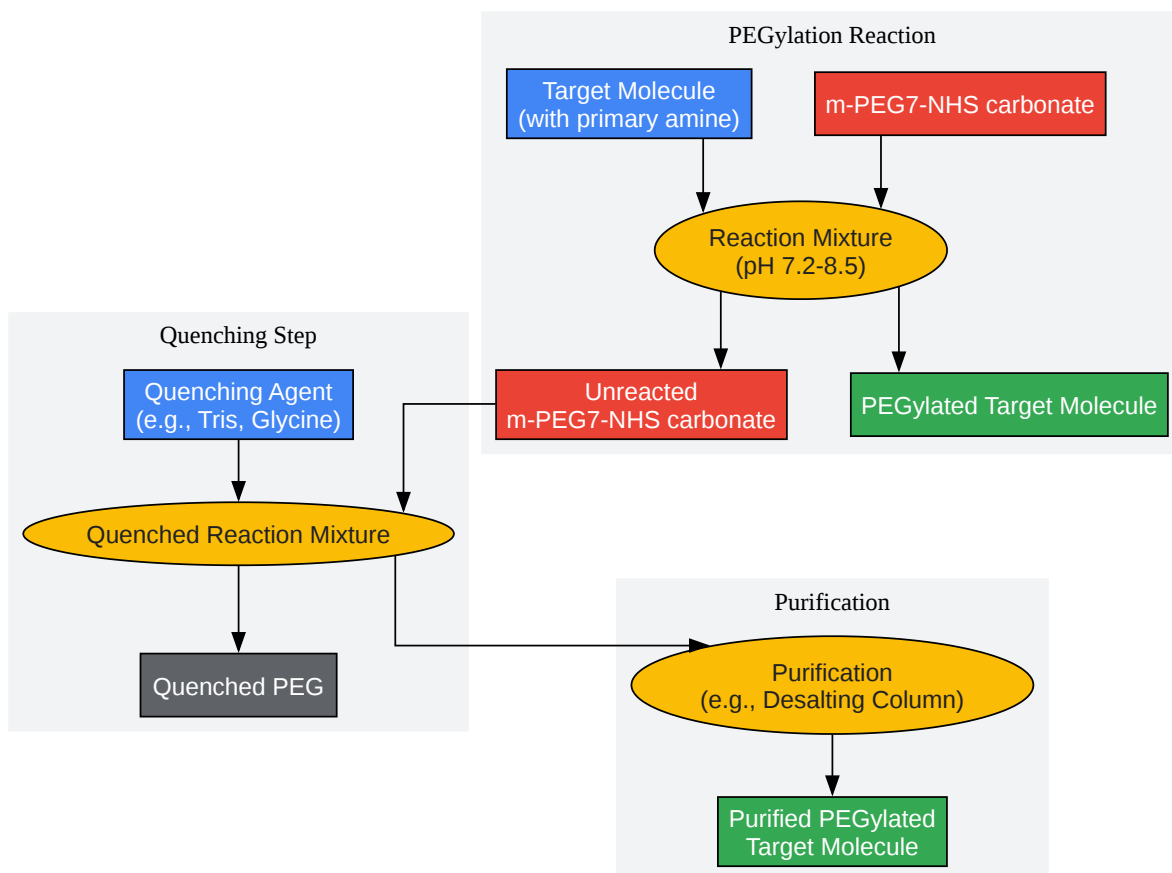 PEGylation Reaction
Target Molecule
(with primary amine)
m-PEG7-NHS carbonate
Reaction Mixture
(pH 7.2-8.5)
Unreacted
m-PEG7-NHS carbonate
PEGylated Target Molecule
Quenching Step
Quenching Agent
(e.g., Tris, Glycine)
Quenched Reaction Mixture
Quenched PEG
Purification
Purification
(e.g., Desalting Column)
Purified PEGylated
Target Molecule